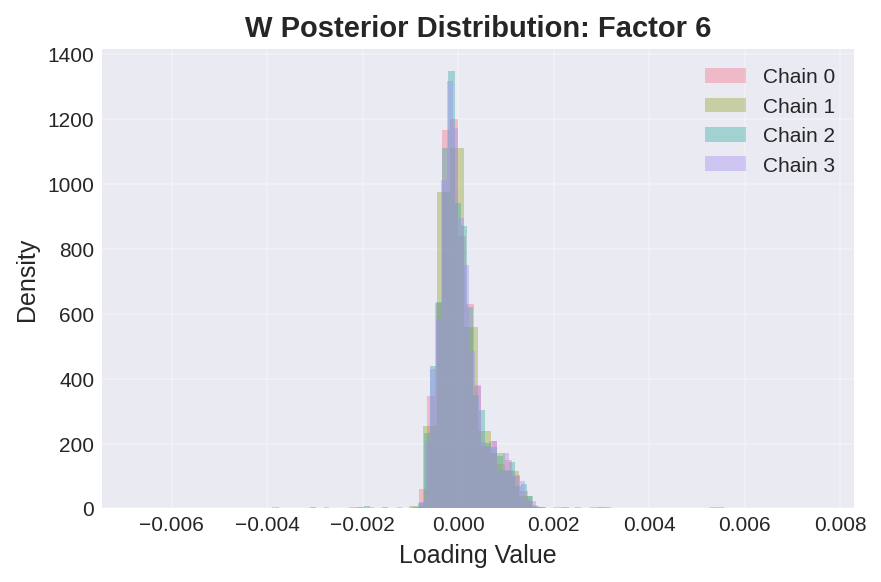 W Posterior Distribution: Factor 6
1400
1200
1000
800
600
400
200
0
Density
Chain 0
Chain 1
Chain 2
Chain 3
−0.006 −0.004 −0.002 0.000 0.002 0.004 0.006 0.008
Loading Value